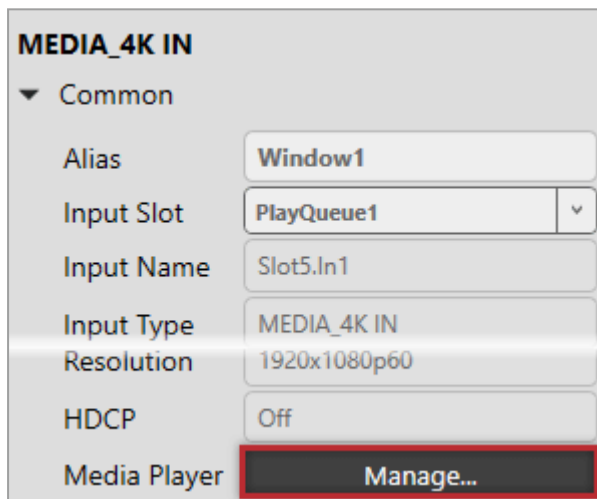 MEDIA_4K IN
Common
Alias Window1
Input Slot PlayQueue1
Input Name Slot5.In1
Input Type MEDIA_4K IN
Resolution 1920x1080p60
HDCP Off
Media Player Manage...